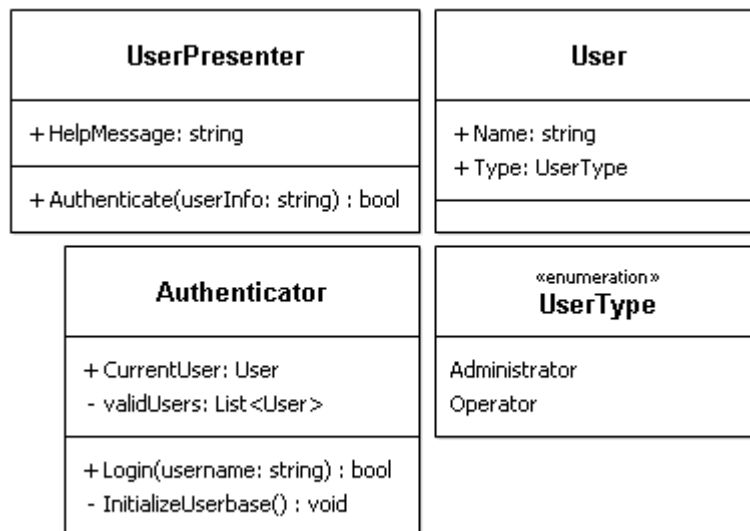 UserPresenter
+ HelpMessage: string
+ Authenticate(userInfo: string) : bool
User
+ Name: string
+ Type: UserType
Authenticator
+ CurrentUser: User
- validUsers: List<User>
+ Login(username: string) : bool
- InitializeUserbase() : void
«enumeration»
UserType
Administrator
Operator